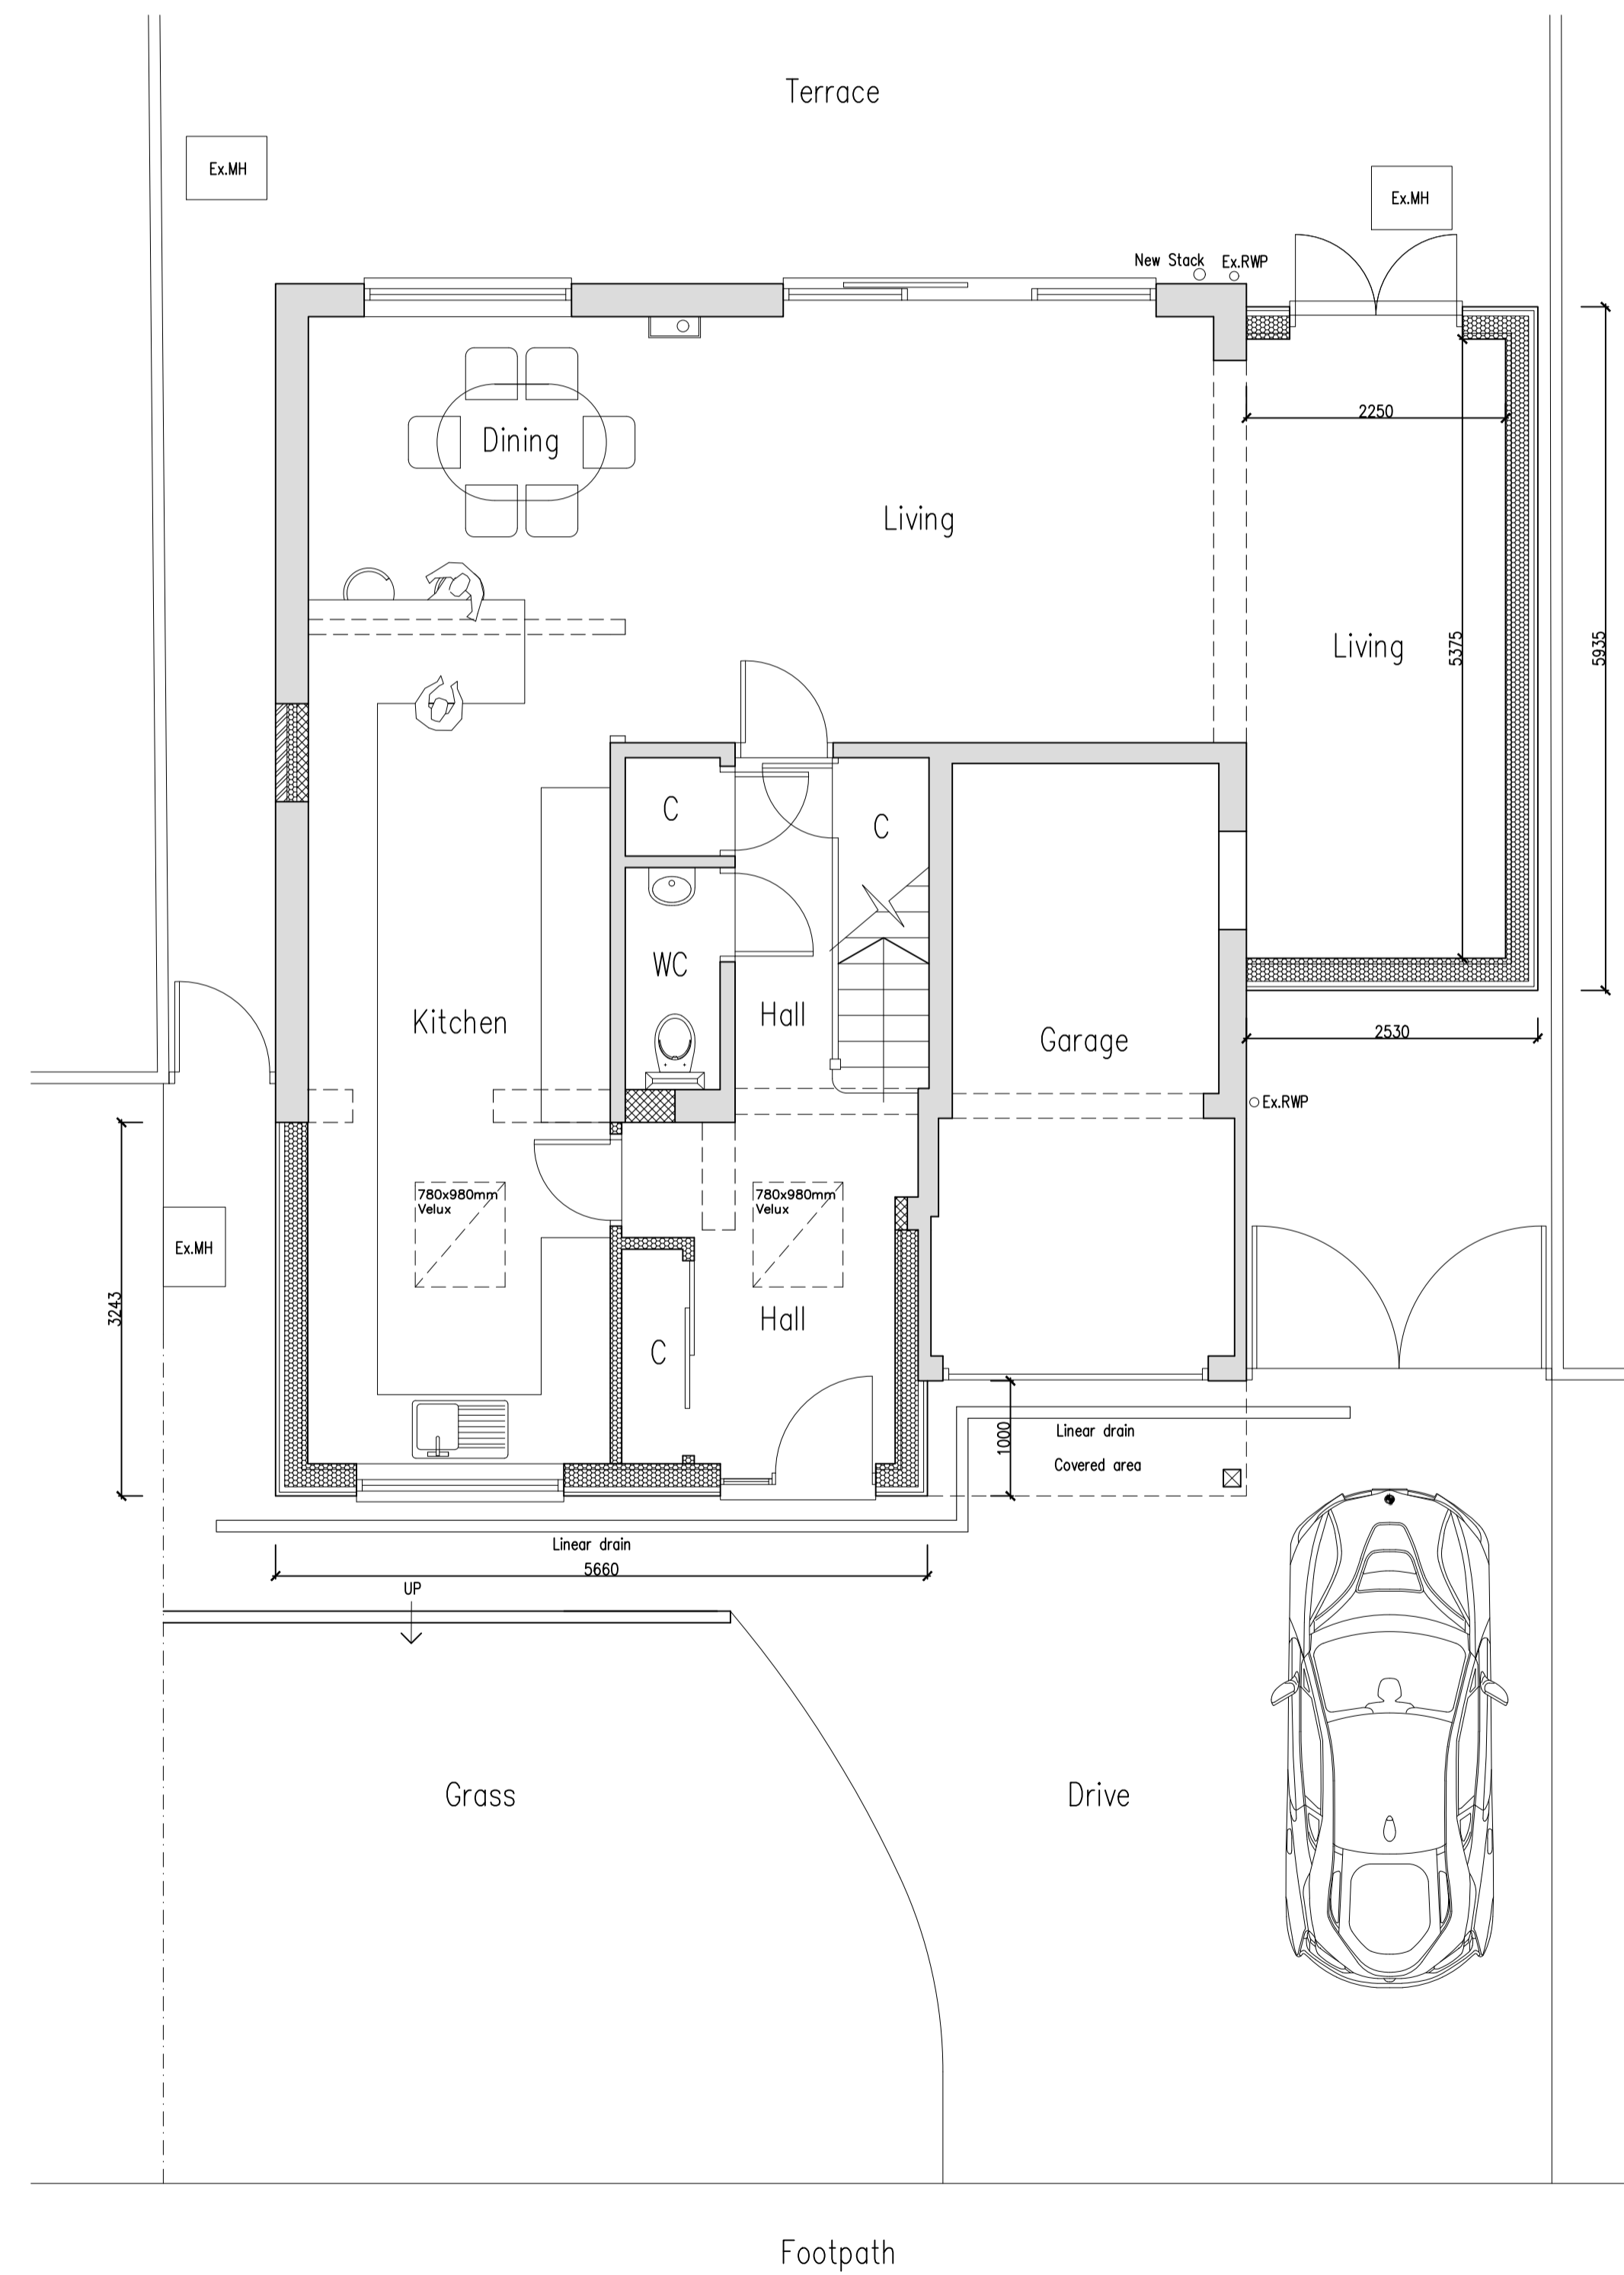 Terrace
Ex.MH
Ex.MH
New Stack
Ex.RWP
2250
Dining
Living
Living
5375
5935
C
C
WC
Hall
Kitchen
Garage
2530
Ex.RWP
780x980mm
Velux
780x980mm
Velux
Ex.MH
3243
Hall
C
1000
Linear drain
Covered area
Linear drain
5660
UP
Grass
Drive
Footpath